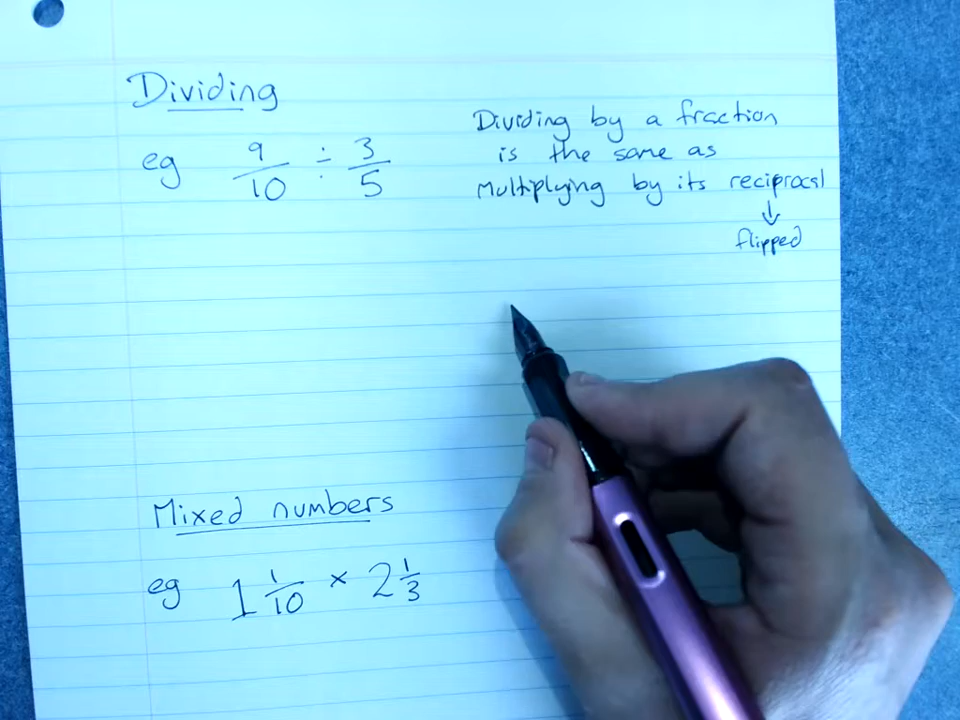 Dividing
eg 9/10 ÷ 3/5
Dividing by a fraction
is the same as
multiplying by its reciprocal
↓
flipped
Mixed numbers
eg 1 1/10 × 2 1/3